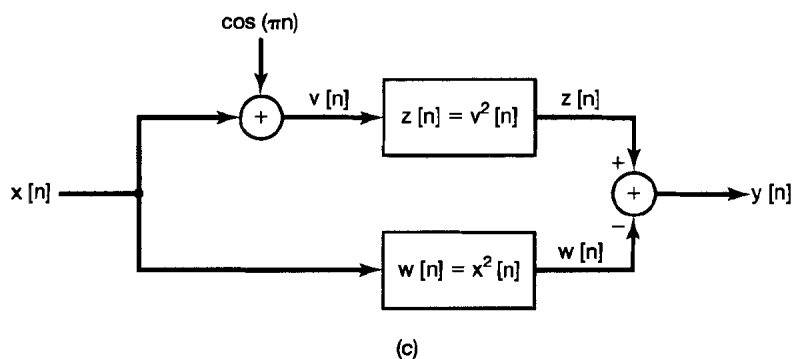 cos (πn)
v [n]
z [n] = v² [n]
z [n]
+
+
x [n]
+
y [n]
−
w [n] = x² [n]
w [n]
(c)